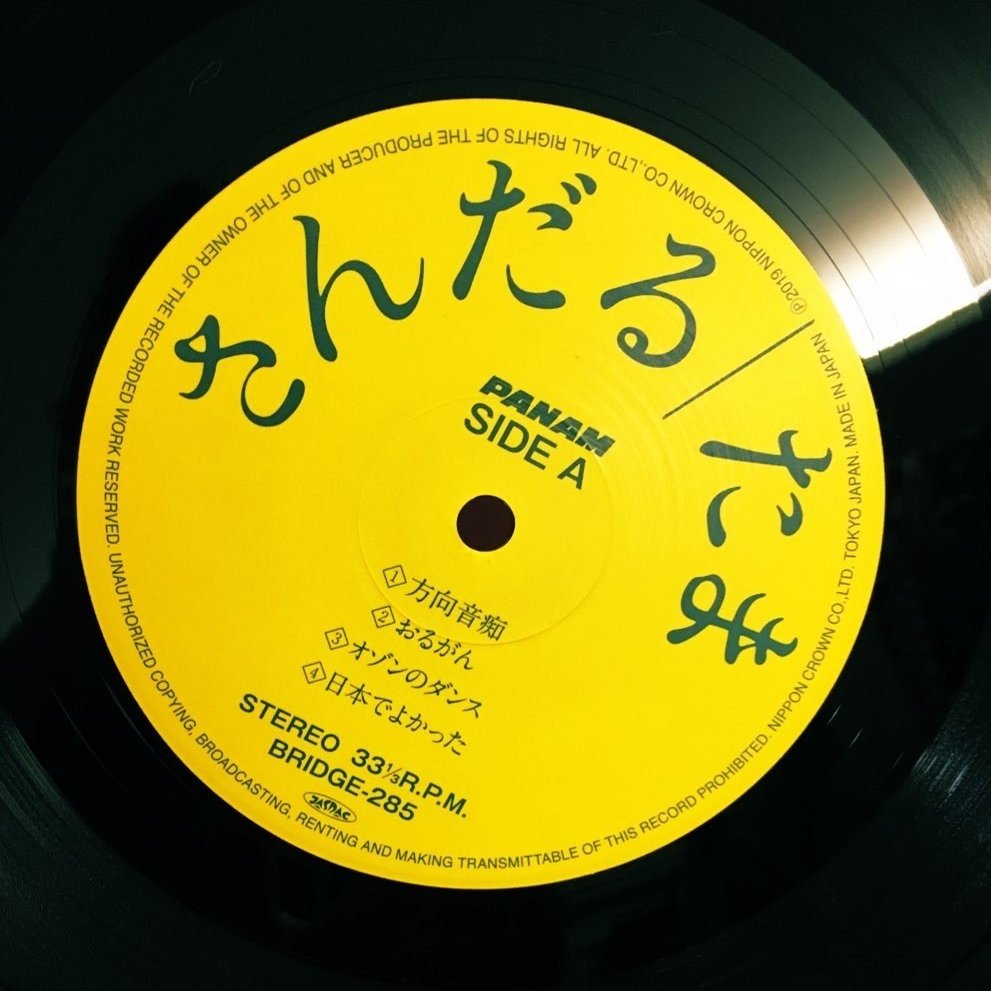 さんだる/たま
PANAM
SIDE A
1 方向音痴
2 おるがん
3 オゾンのダンス
4 日本でよかった
STEREO 33⅓R.P.M.
BRIDGE-285
JASRAC
Ⓟ2019 NIPPON CROWN CO.,LTD. ALL RIGHTS OF THE PRODUCER AND OF THE OWNER OF THE RECORDED WORK RESERVED. UNAUTHORIZED COPYING, BROADCASTING, RENTING AND MAKING TRANSMITTABLE OF THIS RECORD PROHIBITED. NIPPON CROWN CO.,LTD. TOKYO JAPAN. MADE IN JAPAN